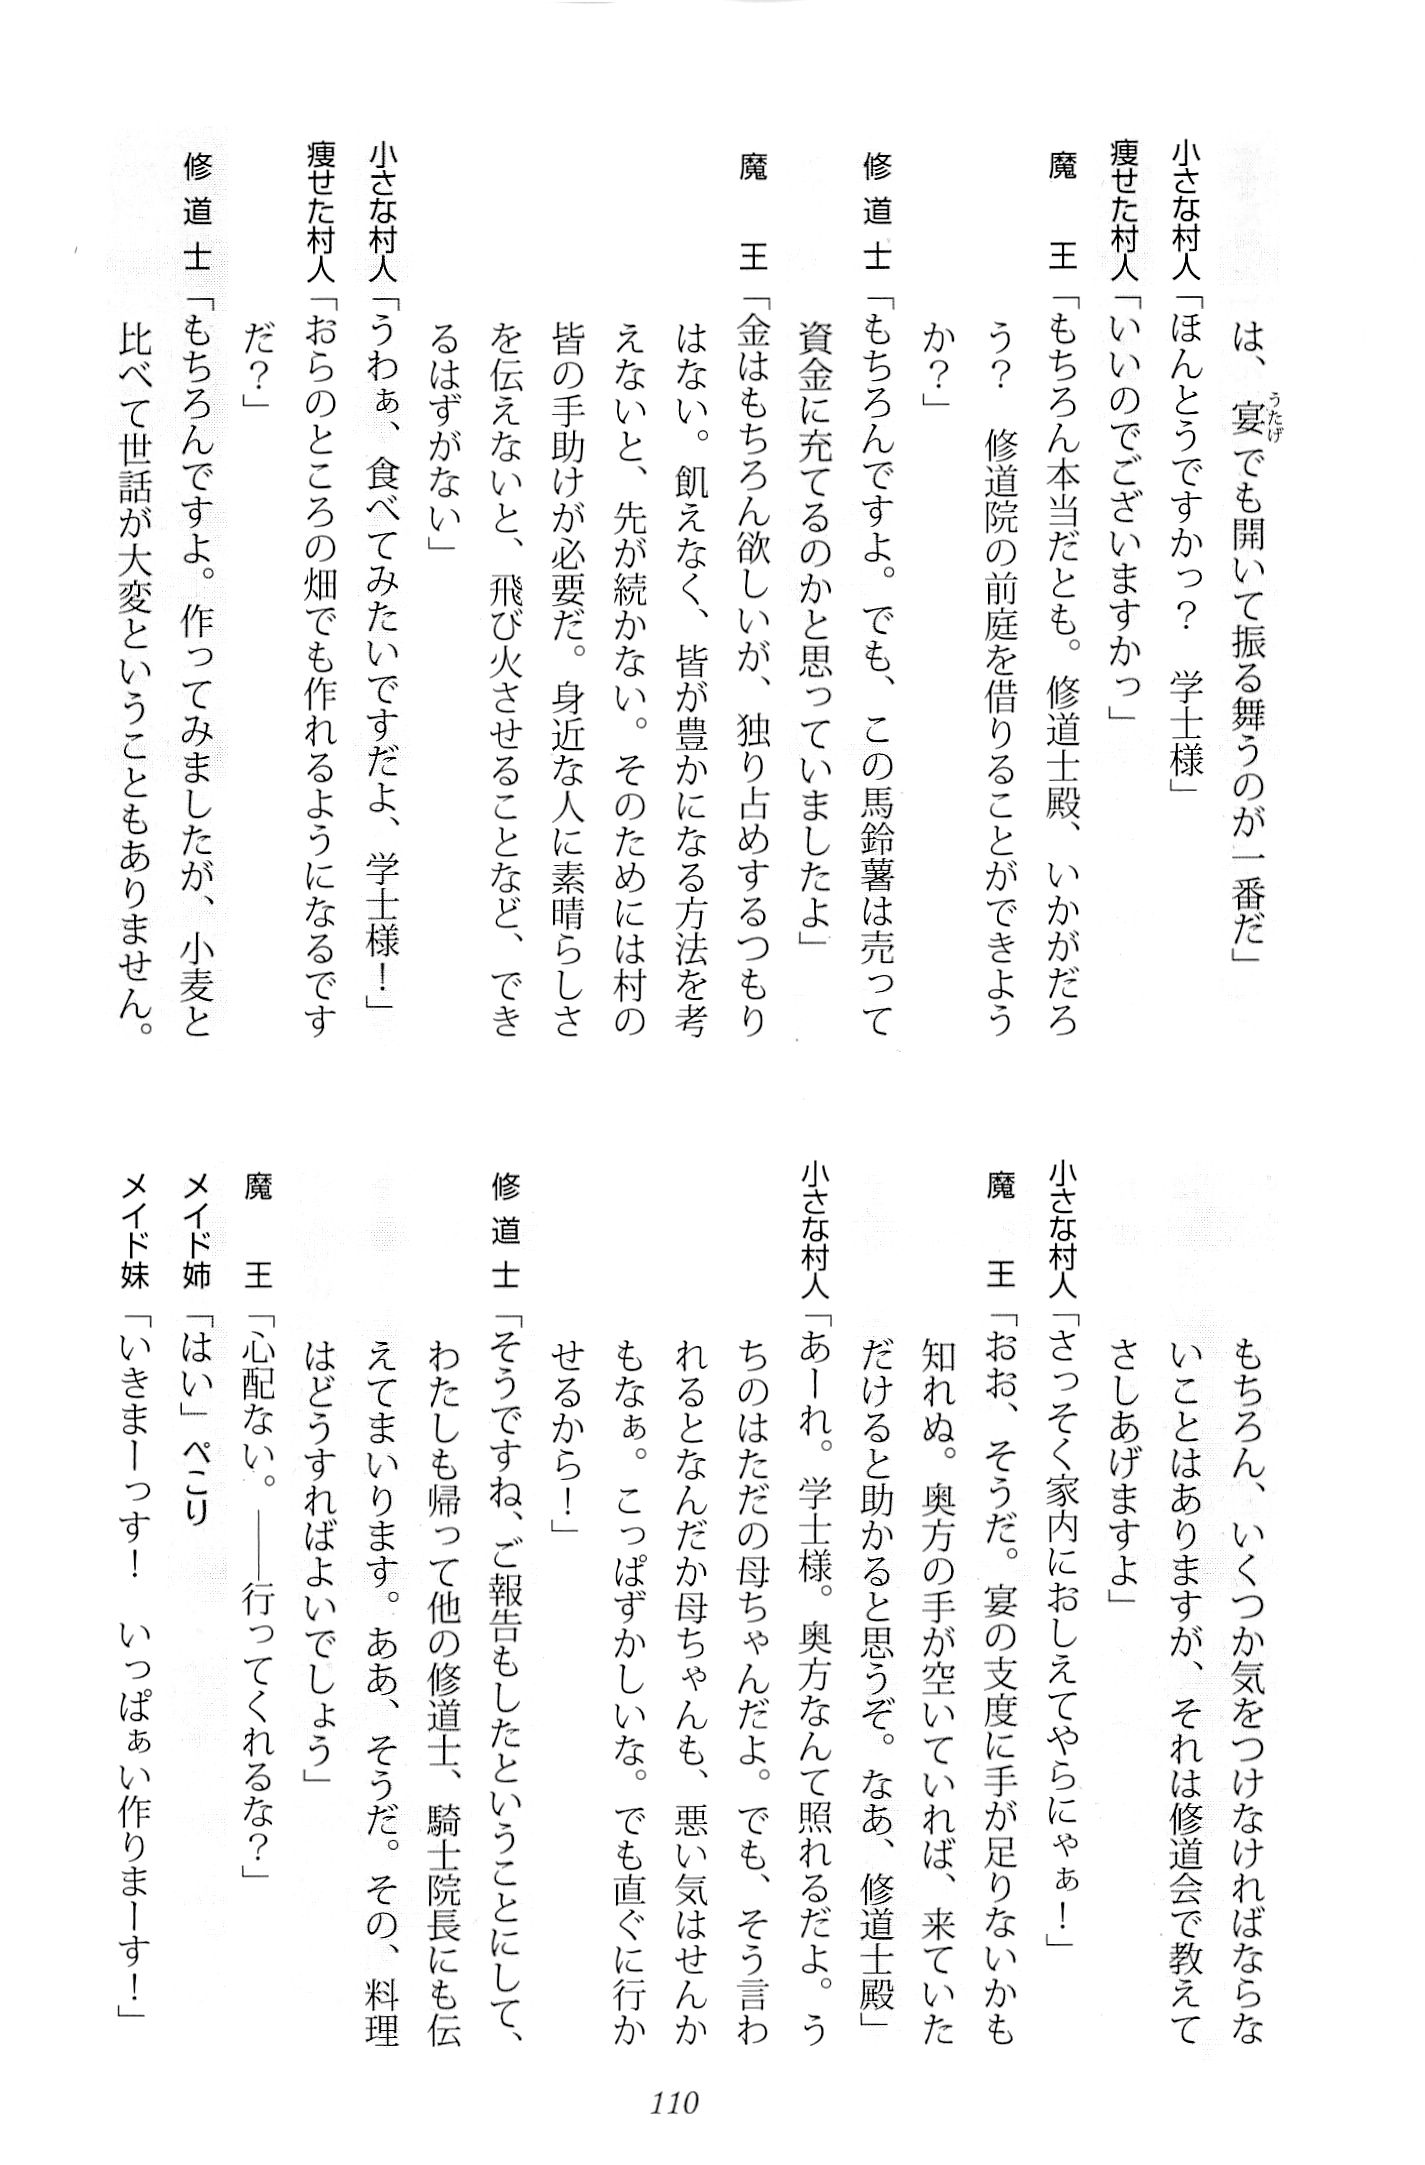 は、宴でも開いて振る舞うのが一番だ」
小さな村人「ほんとうですかっ？　学士様」
痩せた村人「いいのでございますかっ」
魔　　王「もちろん本当だとも。修道士殿、いかがだろ
う？　修道院の前庭を借りることができよう
か？」
修 道 士「もちろんですよ。でも、この馬鈴薯は売って
資金に充てるのかと思っていましたよ」
魔　　王「金はもちろん欲しいが、独り占めするつもり
はない。飢えなく、皆が豊かになる方法を考
えないと、先が続かない。そのためには村の
皆の手助けが必要だ。身近な人に素晴らしさ
を伝えないと、飛び火させることなど、でき
るはずがない」
小さな村人「うわぁ、食べてみたいですだよ、学士様！」
痩せた村人「おらのところの畑でも作れるようになるです
だ？」
修 道 士「もちろんですよ。作ってみましたが、小麦と
比べて世話が大変ということもありません。
もちろん、いくつか気をつけなければならな
いことはありますが、それは修道会で教えて
さしあげますよ」
小さな村人「さっそく家内におしえてやらにゃぁ！」
魔　　王「おお、そうだ。宴の支度に手が足りないかも
知れぬ。奥方の手が空いていれば、来ていた
だけると助かると思うぞ。なあ、修道士殿」
小さな村人「あーれ。学士様。奥方なんて照れるだよ。う
ちのはただの母ちゃんだよ。でも、そう言わ
れるとなんだか母ちゃんも、悪い気はせんか
もなぁ。こっぱずかしいな。でも直ぐに行か
せるから！」
修 道 士「そうですね、ご報告もしたということにして、
わたしも帰って他の修道士、騎士院長にも伝
えてまいります。ああ、そうだ。その、料理
はどうすればよいでしょう」
魔　　王「心配ない。――行ってくれるな？」
メイド姉「はい」ぺこり
メイド妹「いきまーっす！　いっぱぁい作りまーす！」
110